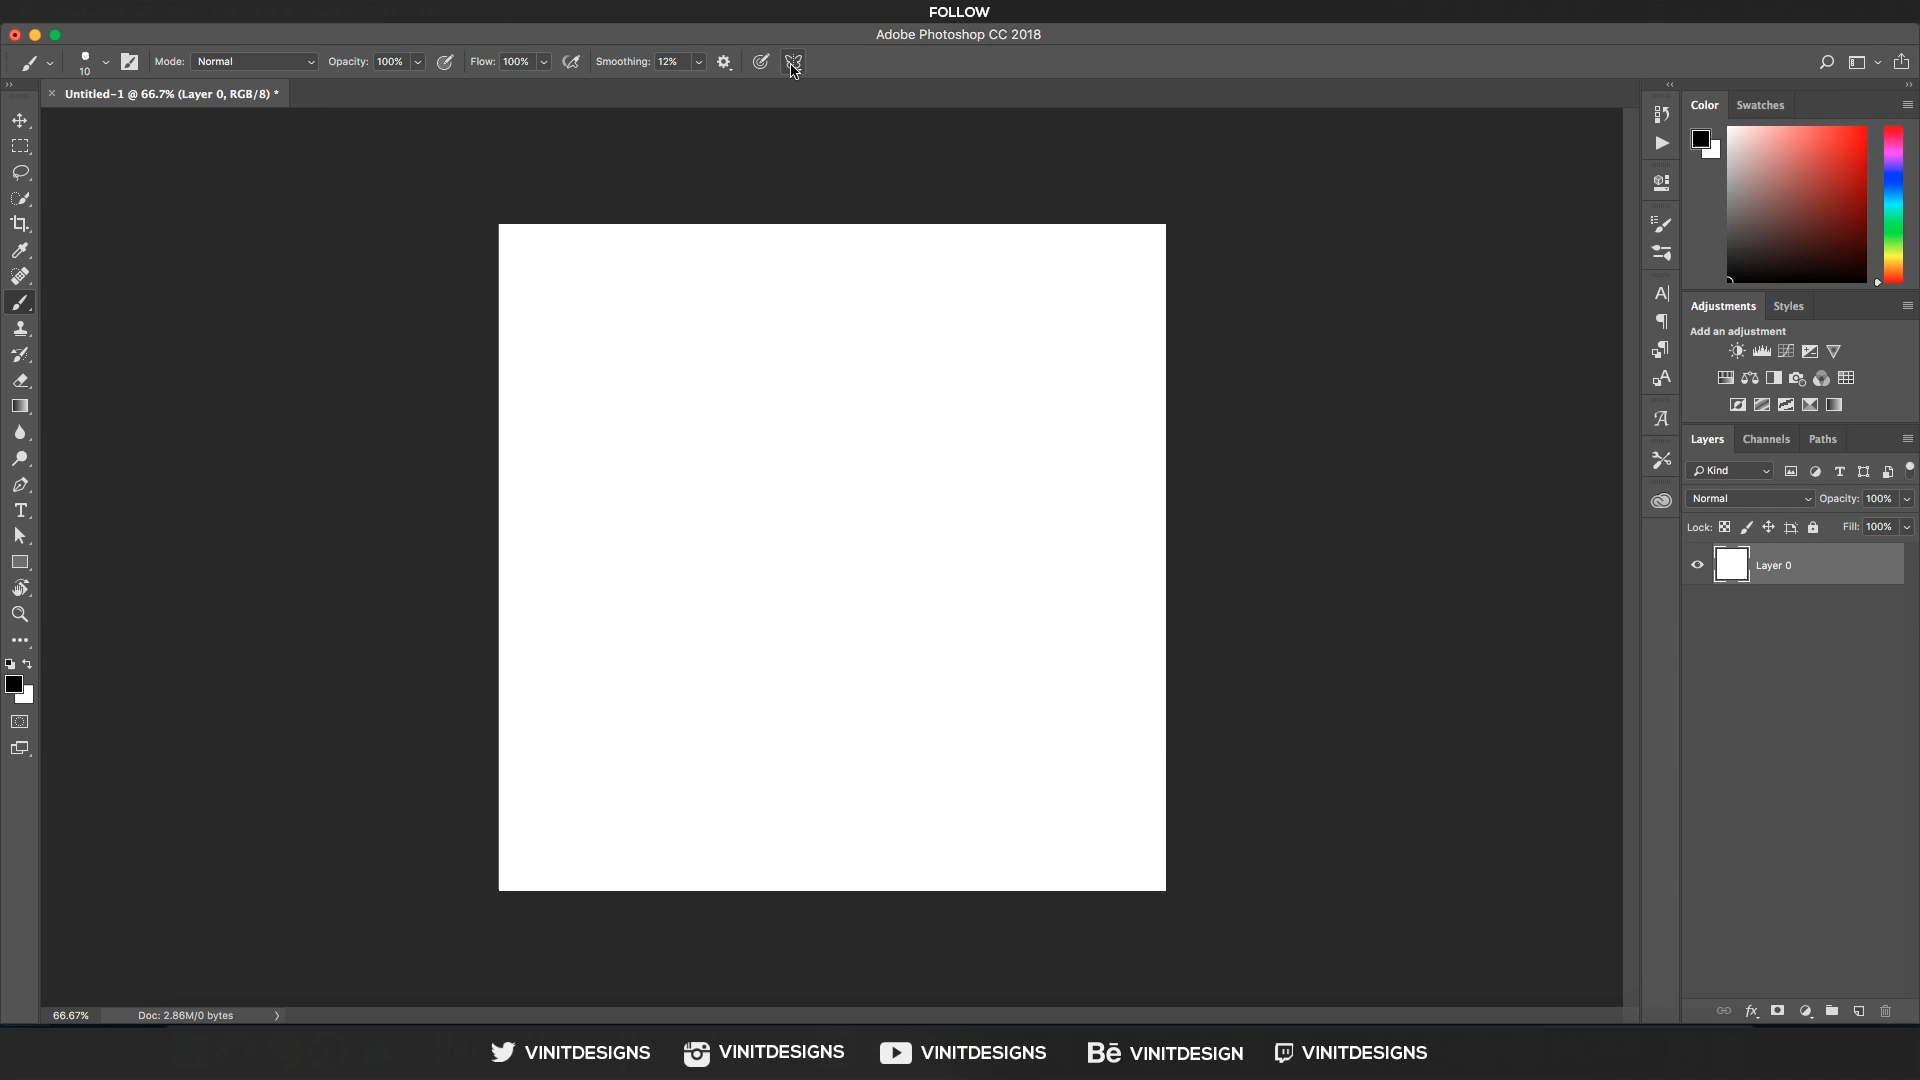 FOLLOW
Adobe Photoshop CC 2018
10
Mode: Normal
Opacity: 100%
Flow: 100%
Smoothing: 12%
Untitled-1 @ 66.7% (Layer 0, RGB/8) *
Color
Swatches
Adjustments
Styles
Add an adjustment
Layers
Channels
Paths
Kind
Normal
Opacity: 100%
Lock:
Fill: 100%
Layer 0
fx
66.67%
Doc: 2.86M/0 bytes
VINITDESIGNS
VINITDESIGNS
VINITDESIGNS
Bē VINITDESIGN
VINITDESIGNS